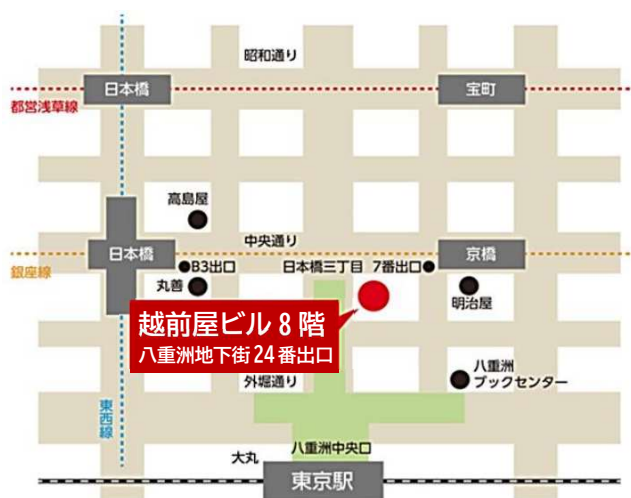 昭和通り
日本橋
宝町
都営浅草線
高島屋
日本橋
中央通り
京橋
銀座線
B3出口
日本橋三丁目 7番出口
丸善
明治屋
越前屋ビル 8 階
八重洲地下街 24 番出口
外堀通り
八重洲
ブックセンター
東西線
大丸
八重洲中央口
東京駅